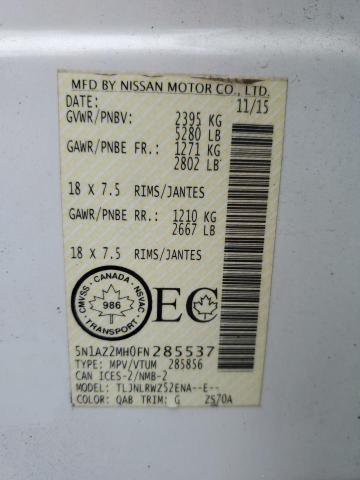 MFD BY NISSAN MOTOR CO., LTD.
DATE: 11/15
GVWR/PNBV: 2395 KG
5280 LB
GAWR/PNBE FR.: 1271 KG
2802 LB
18 X 7.5 RIMS/JANTES
GAWR/PNBE RR.: 1210 KG
2667 LB
18 X 7.5 RIMS/JANTES
CMVSS · CANADA · NSVAC
986
TRANSPORT
EC
5N1AZ2MH0FN285537
TYPE: MPV/VTUM 285856
CAN ICES-2/NMB-2
MODEL: TLJNLRWZ52ENA--E--
COLOR: QAB TRIM: G ZS70A